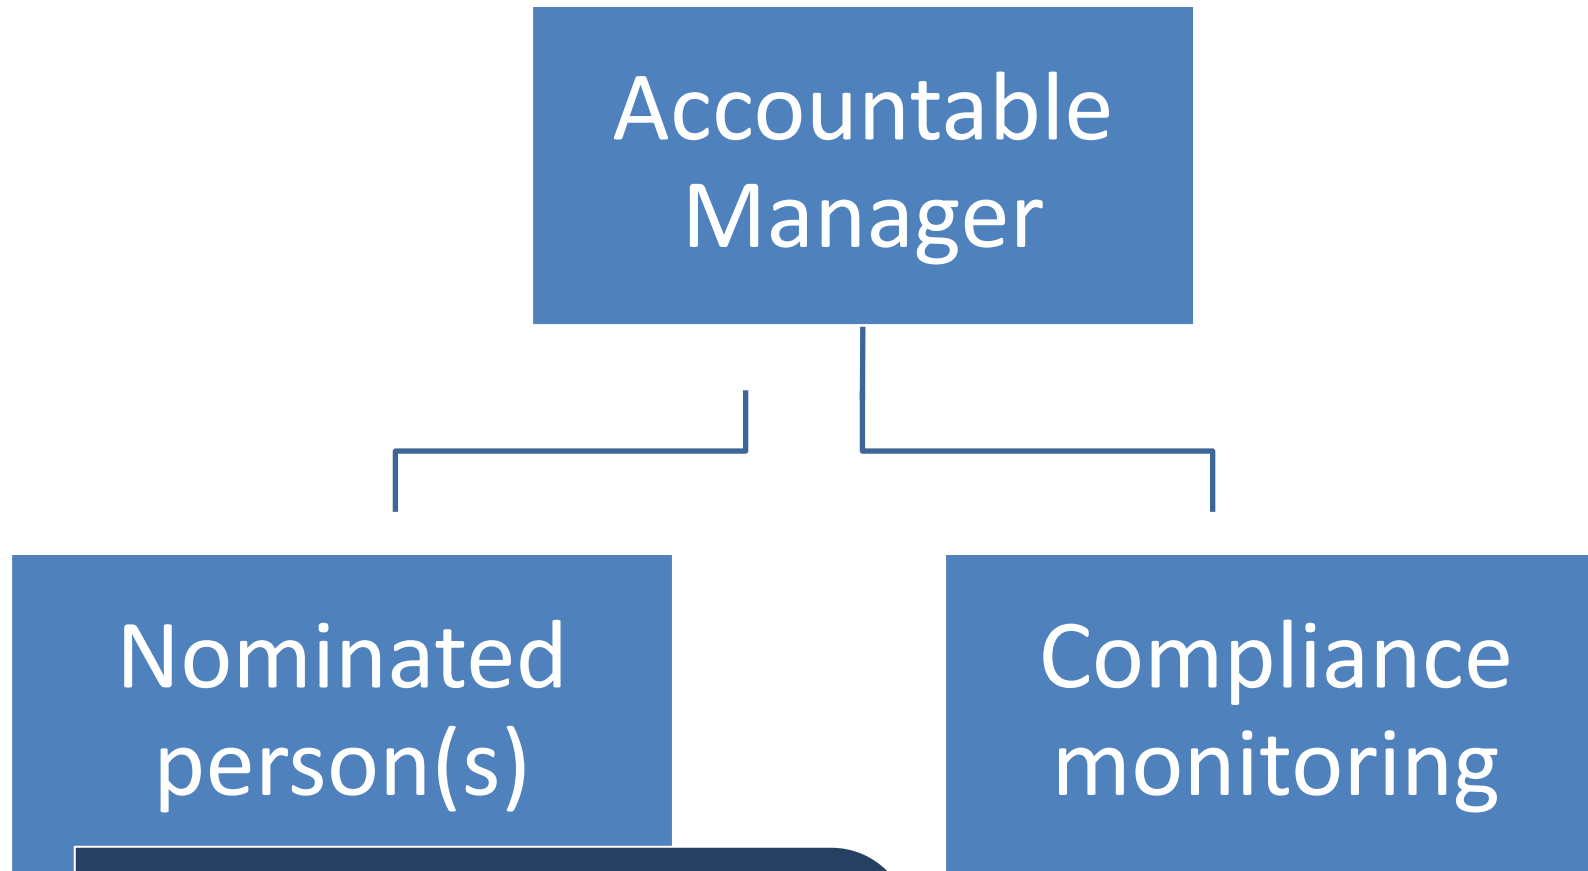 Accountable
Manager
Nominated
person(s)
Compliance
monitoring